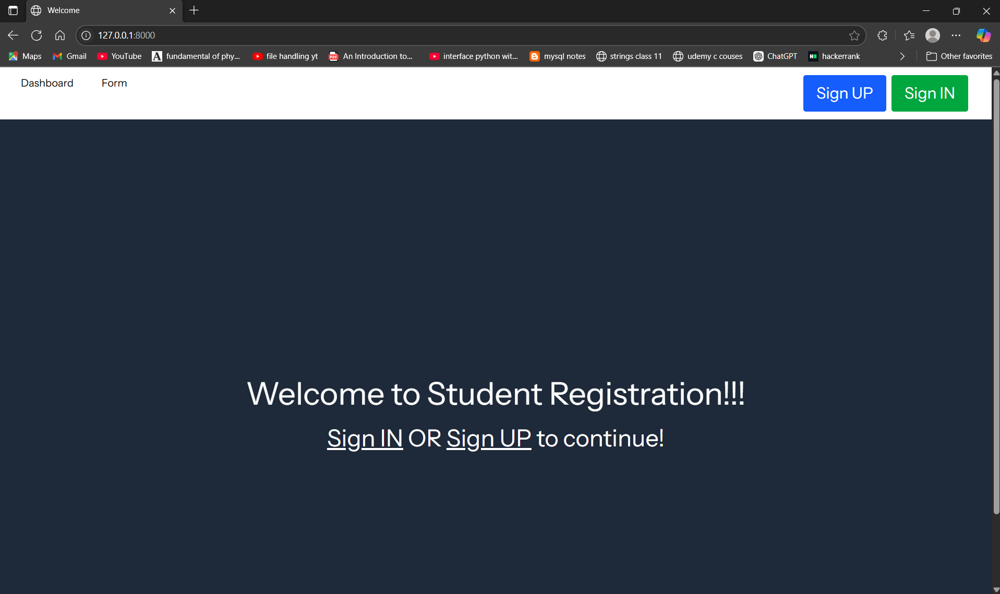 Welcome
127.0.0.1:8000
Maps Gmail YouTube fundamental of phy... file handling yt An Introduction to... interface python wit... mysql notes strings class 11 udemy c couses ChatGPT hackerrank Other favorites
Dashboard Form Sign UP Sign IN
Welcome to Student Registration!!!
Sign IN OR Sign UP to continue!